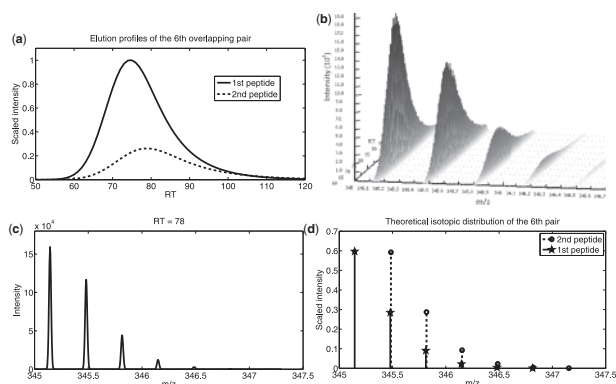 (a)
Elution profiles of the 6th overlapping pair
Scaled intensity
1
0.8
0.6
0.4
0.2
0
1st peptide
2nd peptide
50 60 70 80 90 100 110 120
RT
(b)
Intensity (10³)
RT
m/z
(c)
RT = 78
x 10⁴
Intensity
15
10
5
0
345 345.5 346 346.5 347 347.5
m/z
(d)
Theoretical isotopic distribution of the 6th pair
Scaled intensity
0.6
0.5
0.4
0.3
0.2
0.1
0
2nd peptide
1st peptide
345 345.5 346 346.5 347 347.5
m/z